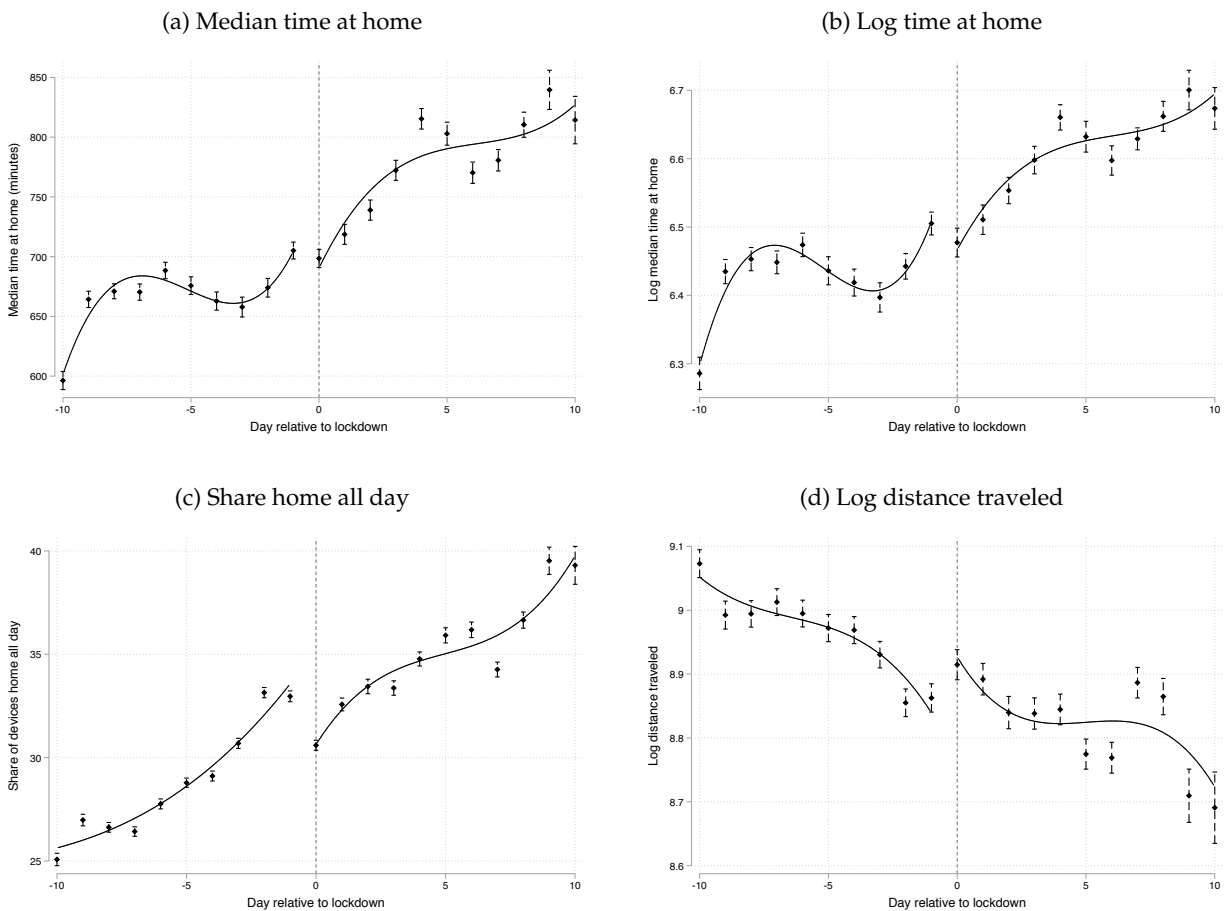 (a) Median time at home
(b) Log time at home
850
800
750
700
650
600
Median time at home (minutes)
-10 -5 0 5 10
Day relative to lockdown
6.7
6.6
6.5
6.4
6.3
Log median time at home
-10 -5 0 5 10
Day relative to lockdown
(c) Share home all day
(d) Log distance traveled
40
35
30
25
Share of devices home all day
-10 -5 0 5 10
Day relative to lockdown
9.1
9
8.9
8.8
8.7
8.6
Log distance traveled
-10 -5 0 5 10
Day relative to lockdown